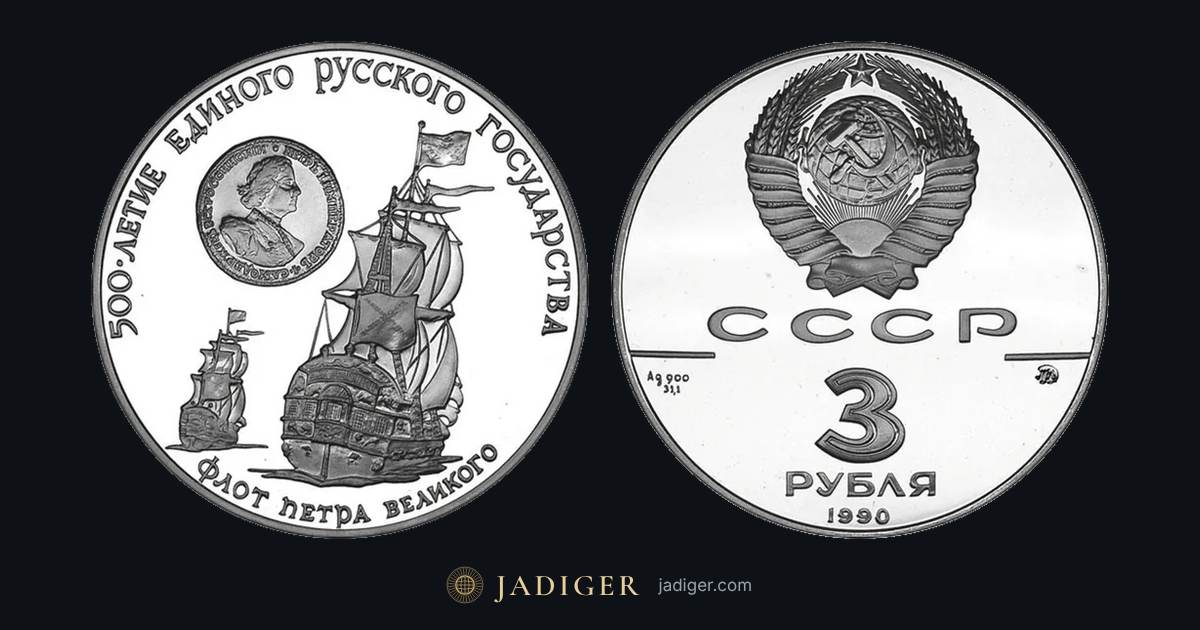 500·ЛЕТИЕ ЕДИНОГО РУССКОГО ГОСУДАРСТВА
ФЛОТ ПЕТРА ВЕЛИКОГО
СССР
Ag 900
31,1
3
РУБЛЯ
1990
JADIGER jadiger.com